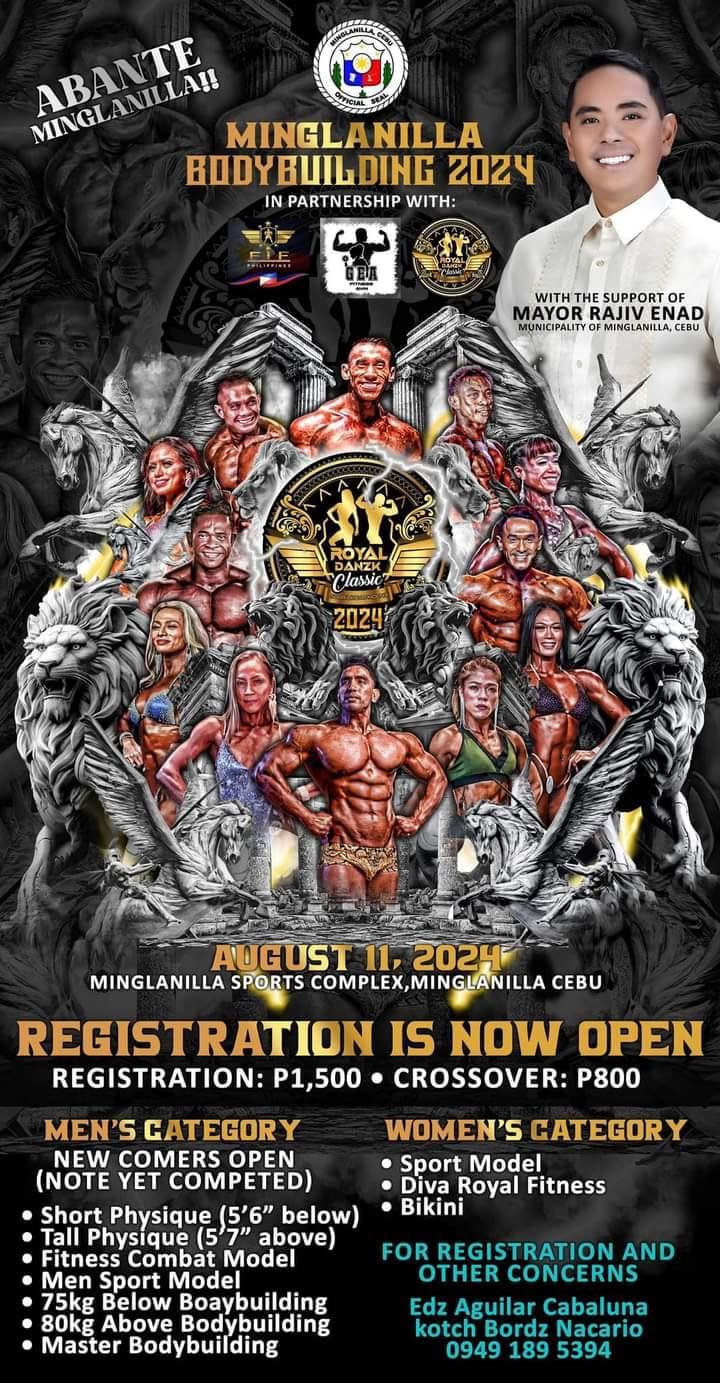 ABANTE
MINGLANILLA!!
MINGLANILLA, CEBU
OFFICIAL SEAL
MINGLANILLA
BODYBUILDING 2024
IN PARTNERSHIP WITH:
PHILIPPINES
GEA
FITNESS
GYM
ROYAL
DANZK
Classic
WITH THE SUPPORT OF
MAYOR RAJIV ENAD
MUNICIPALITY OF MINGLANILLA, CEBU
ROYAL
DANZK
Classic
2024
AUGUST 11, 2024
MINGLANILLA SPORTS COMPLEX,MINGLANILLA CEBU
REGISTRATION IS NOW OPEN
REGISTRATION: P1,500 • CROSSOVER: P800
MEN'S CATEGORY
NEW COMERS OPEN
(NOTE YET COMPETED)
• Short Physique (5'6" below)
• Tall Physique (5'7" above)
• Fitness Combat Model
• Men Sport Model
• 75kg Below Boaybuilding
• 80kg Above Bodybuilding
• Master Bodybuilding
WOMEN'S CATEGORY
• Sport Model
• Diva Royal Fitness
• Bikini
FOR REGISTRATION AND
OTHER CONCERNS
Edz Aguilar Cabaluna
kotch Bordz Nacario
0949 189 5394